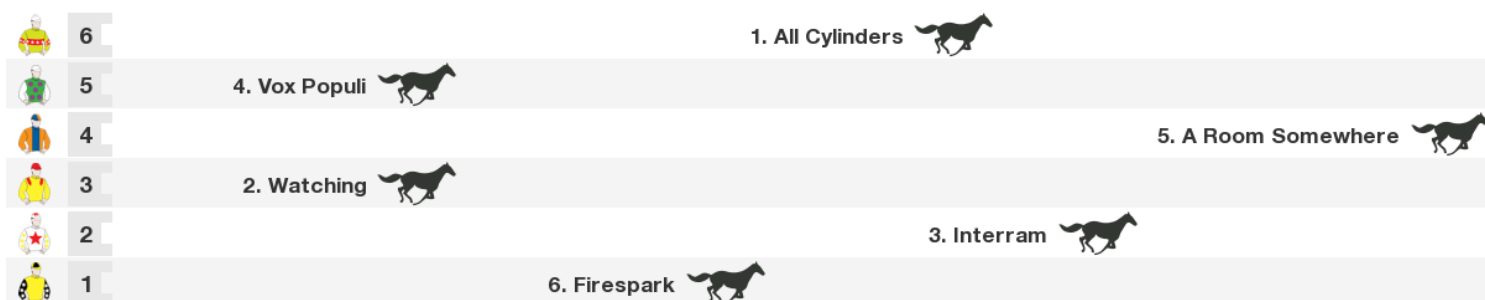 6 1. All Cylinders
5 4. Vox Populi
4 5. A Room Somewhere
3 2. Watching
2 3. Interram
1 6. Firespark